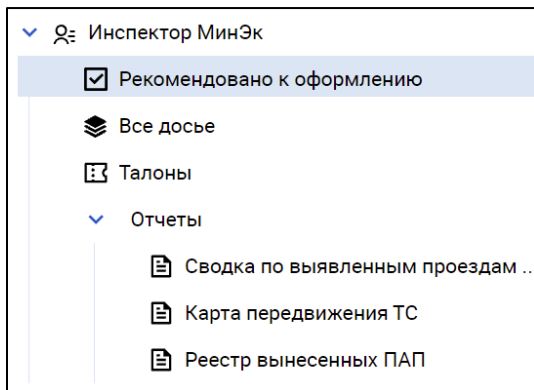 Инспектор МинЭк
Рекомендовано к оформлению
Все досье
Талоны
Отчеты
Сводка по выявленным проездам ..
Карта передвижения ТС
Реестр вынесенных ПАП